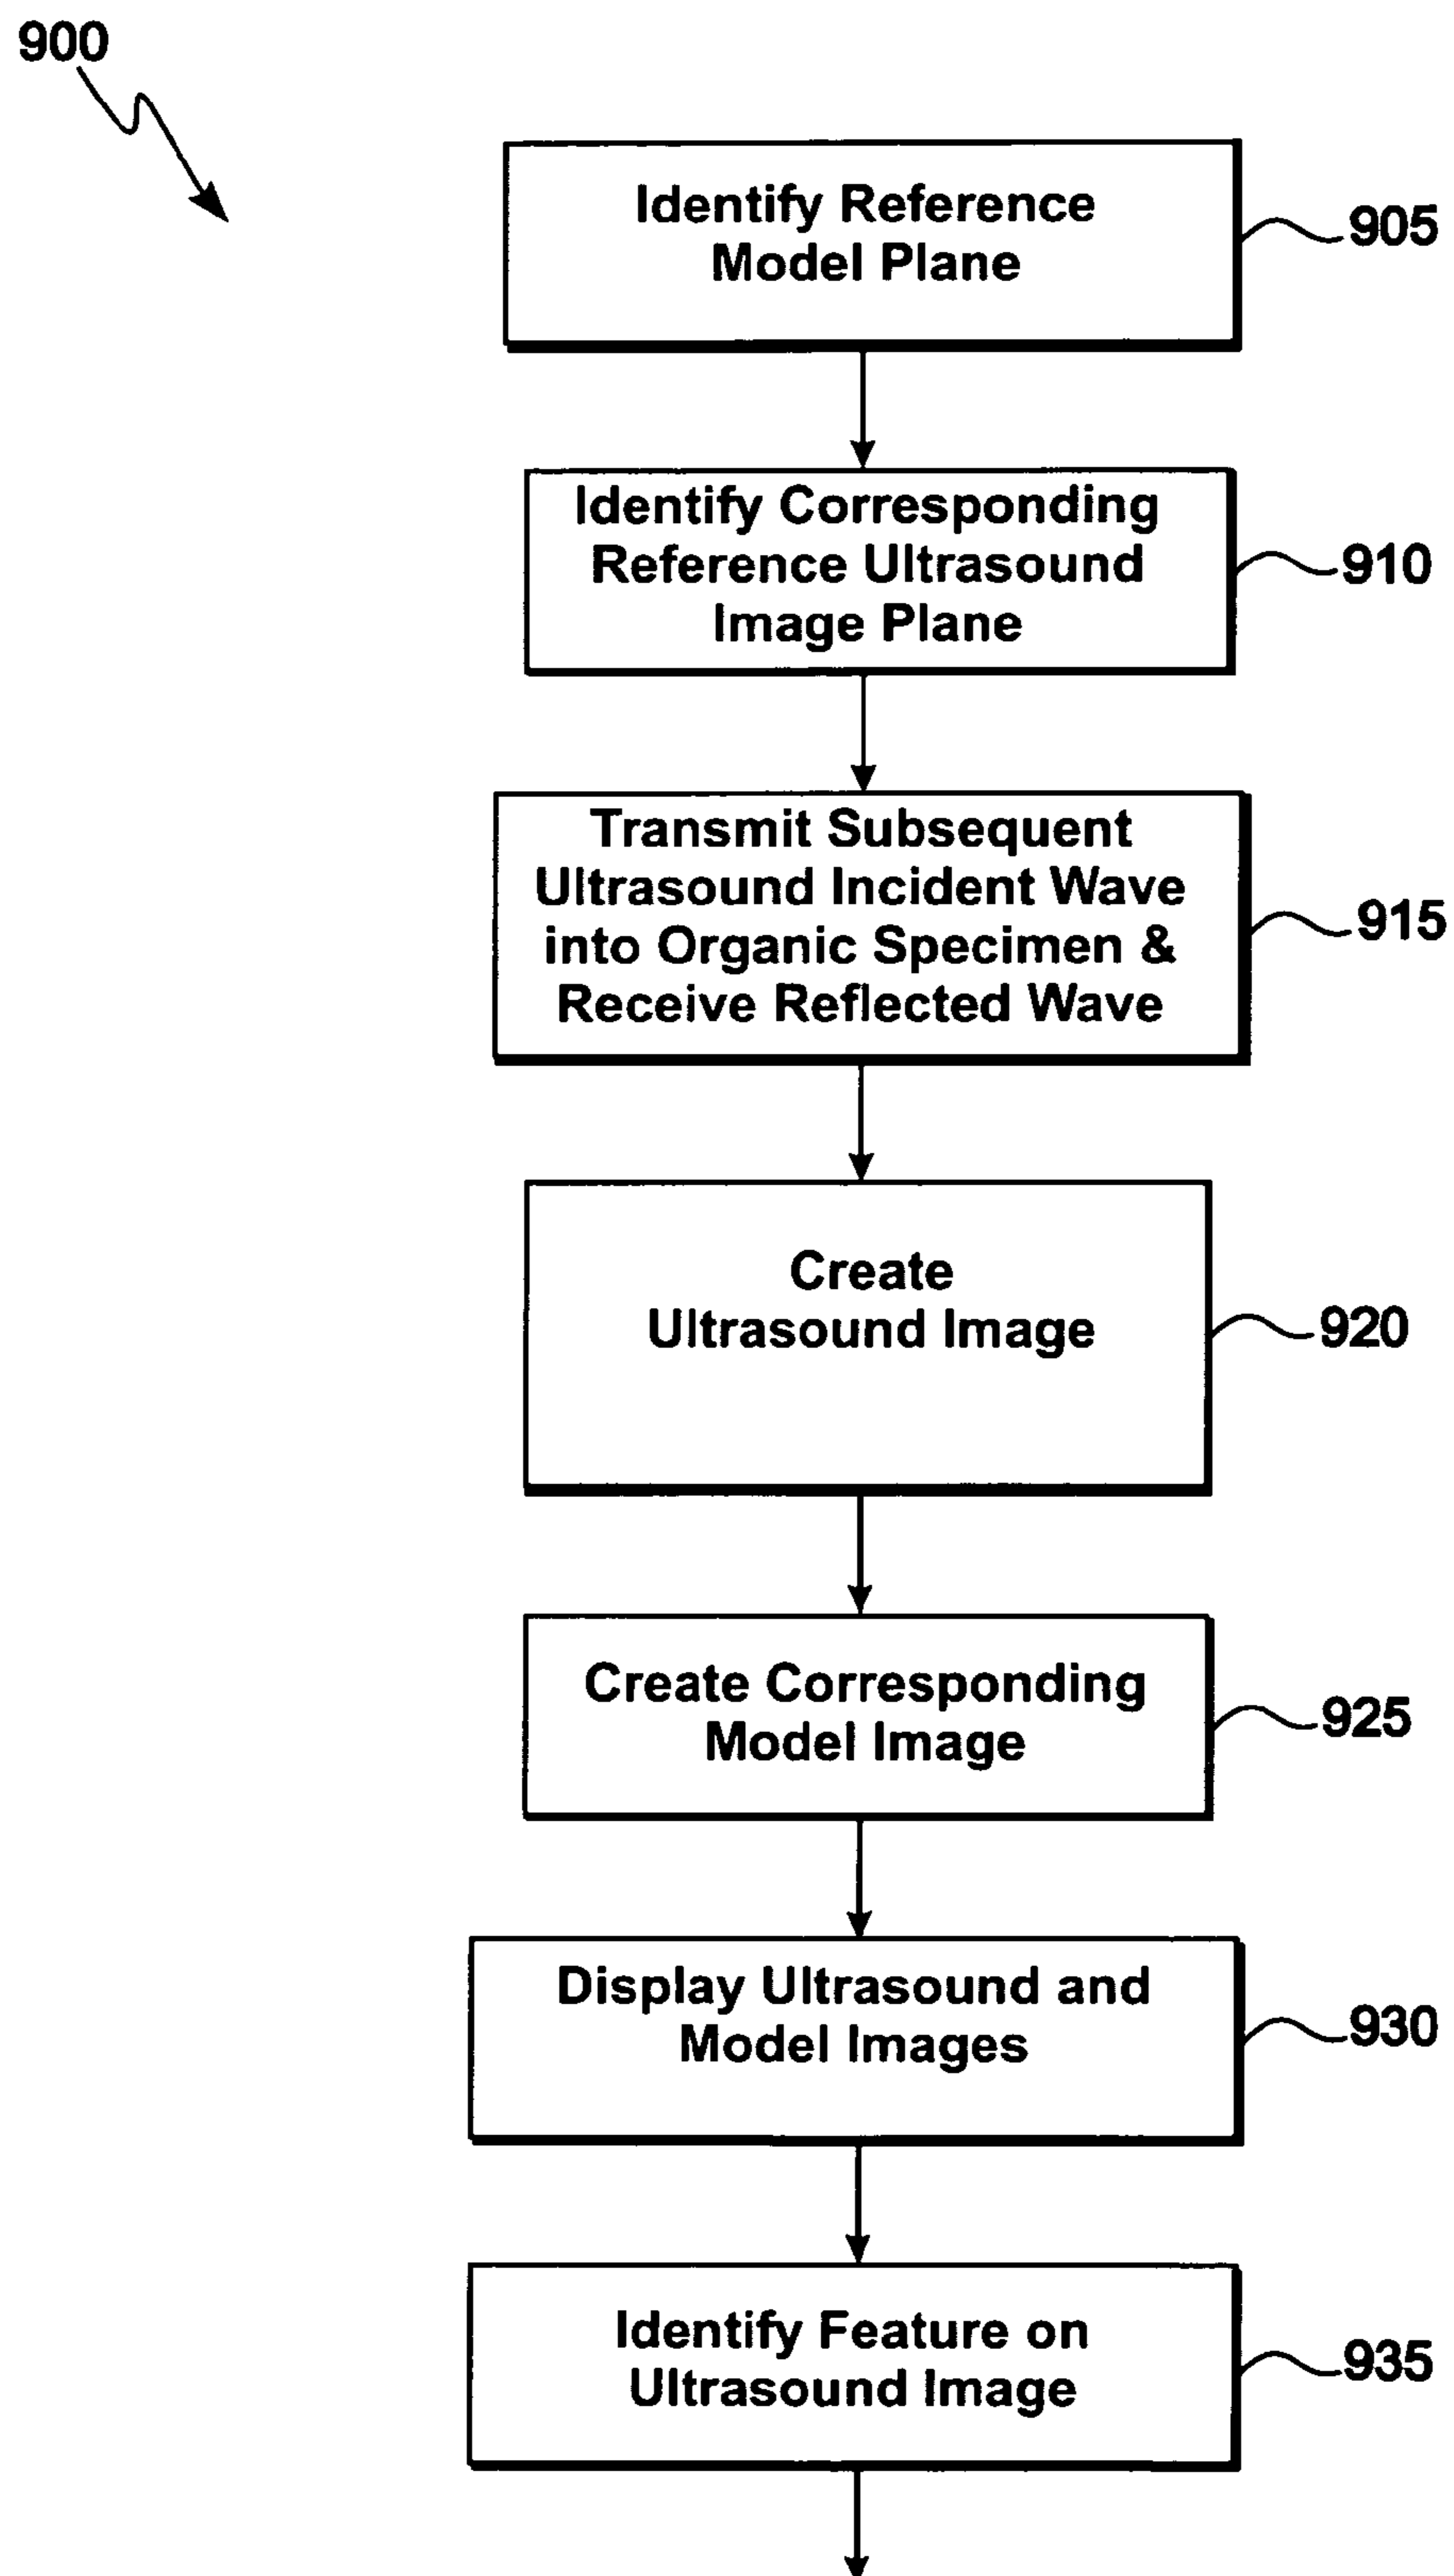 900
Identify Reference
Model Plane
905
Identify Corresponding
Reference Ultrasound
Image Plane
910
Transmit Subsequent
Ultrasound Incident Wave
into Organic Specimen &
Receive Reflected Wave
915
Create
Ultrasound Image
920
Create Corresponding
Model Image
925
Display Ultrasound and
Model Images
930
Identify Feature on
Ultrasound Image
935